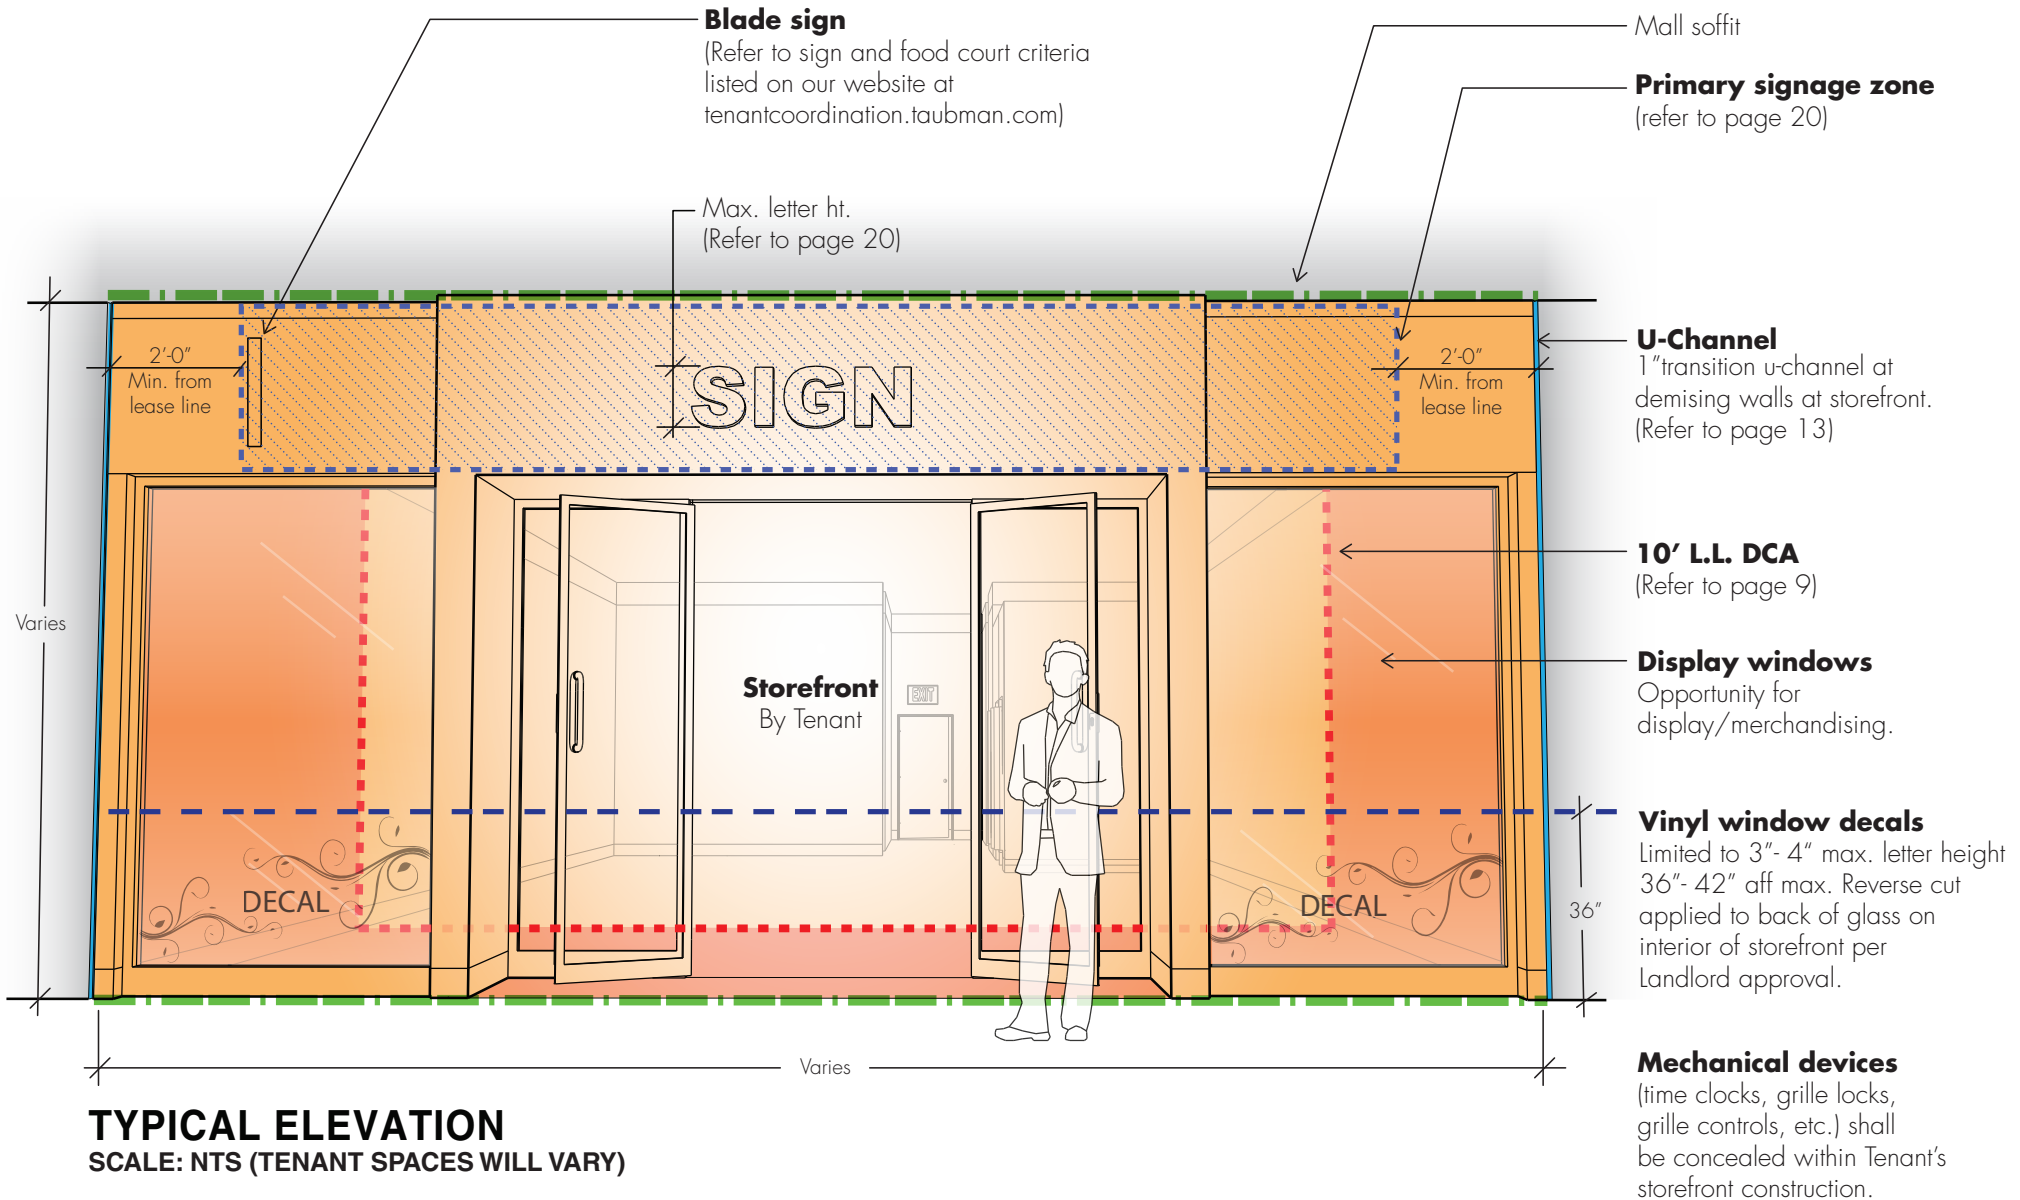 Blade sign
(Refer to sign and food court criteria
listed on our website at
tenantcoordination.taubman.com)
Mall soffit
Primary signage zone
(refer to page 20)
Max. letter ht.
(Refer to page 20)
2'-0"
Min. from
lease line
SIGN
2'-0"
Min. from
lease line
U-Channel
1"transition u-channel at
demising walls at storefront.
(Refer to page 13)
10' L.L. DCA
(Refer to page 9)
Varies
Storefront
By Tenant
EXIT
Display windows
Opportunity for
display/merchandising.
Vinyl window decals
Limited to 3"- 4" max. letter height
36"- 42" aff max. Reverse cut
applied to back of glass on
interior of storefront per
Landlord approval.
DECAL
DECAL
36"
Varies
Mechanical devices
(time clocks, grille locks,
grille controls, etc.) shall
be concealed within Tenant's
storefront construction.
TYPICAL ELEVATION
SCALE: NTS (TENANT SPACES WILL VARY)